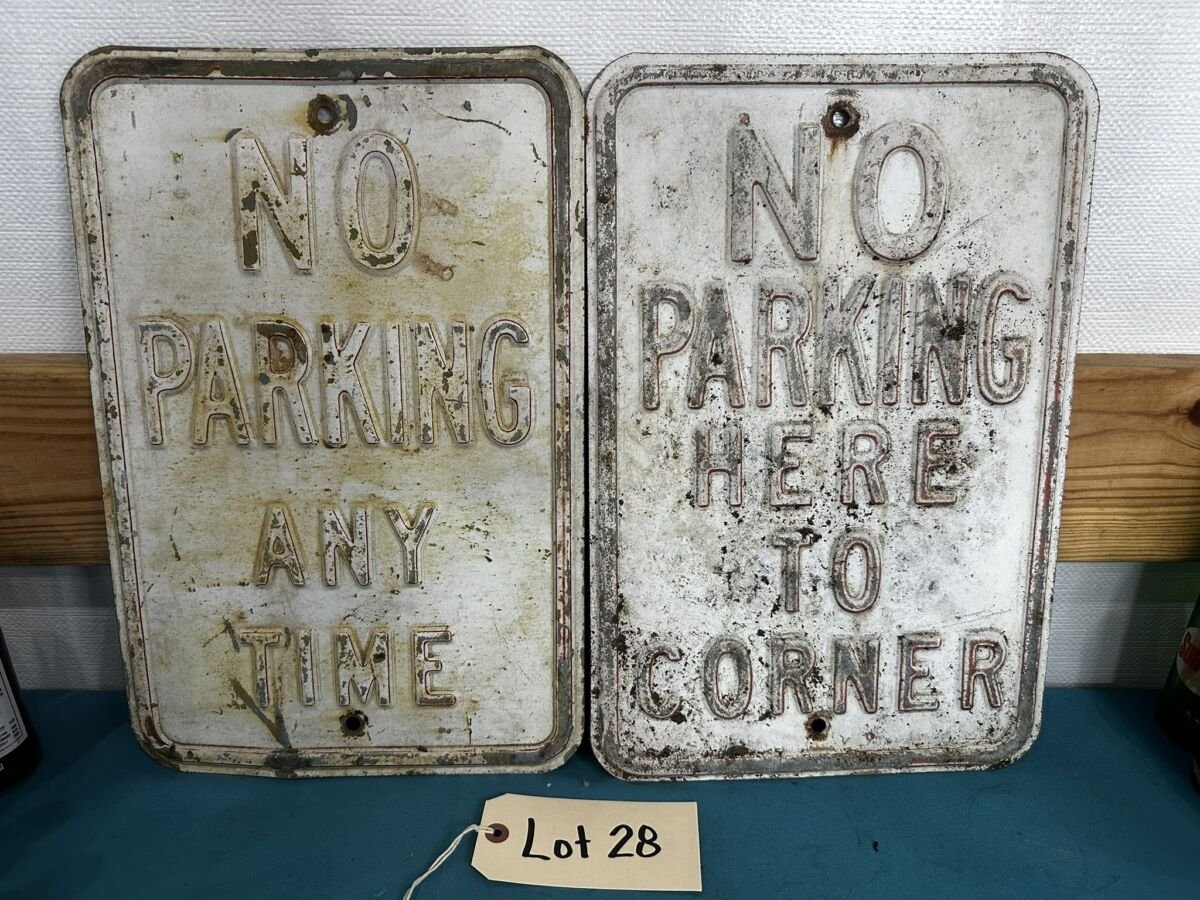 NO
PARKING
ANY
TIME
NO
PARKING
HERE
TO
CORNER
Lot 28